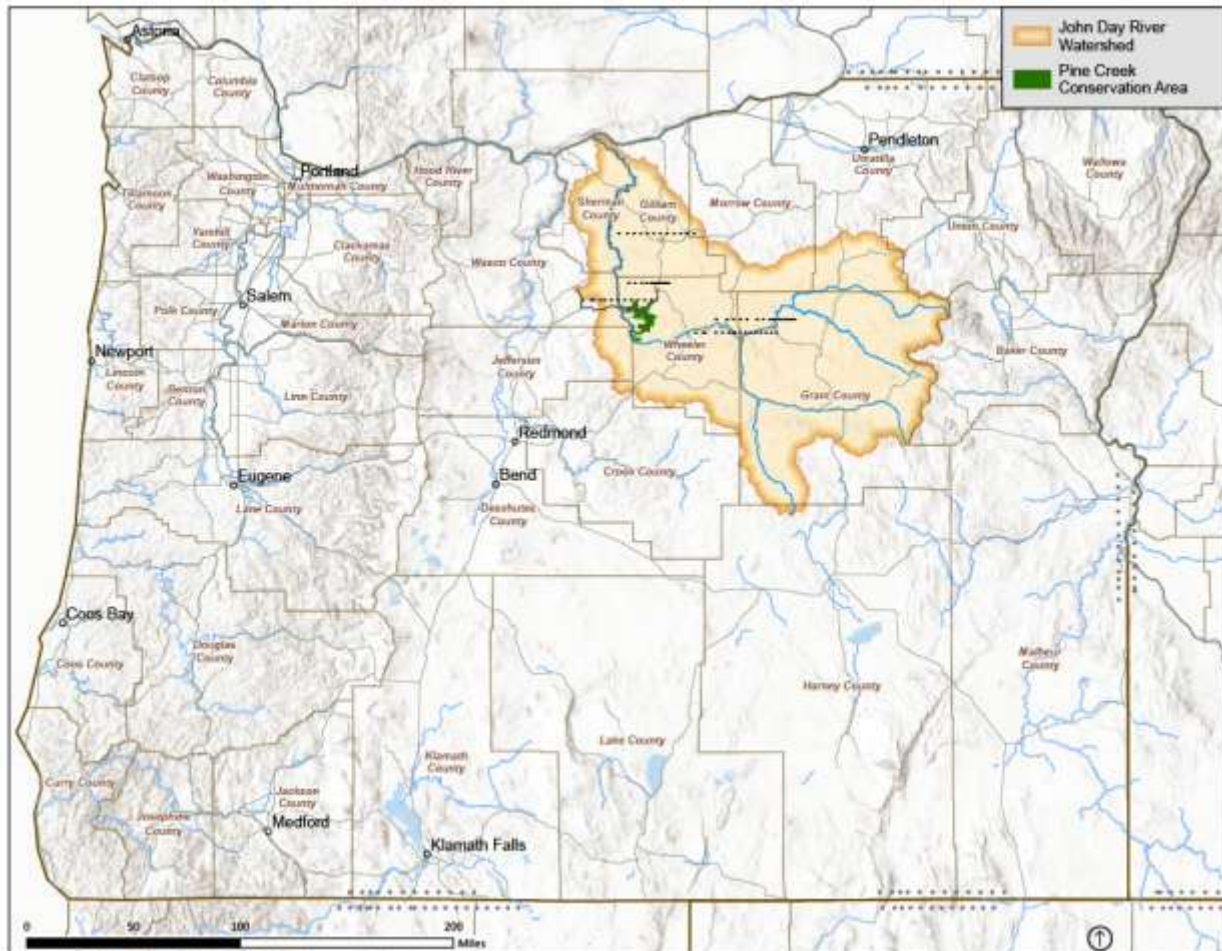 John Day River
Watershed
Pine Creek
Conservation Area
Astoria
Clatsop
County
Columbia
County
Pendleton
Umatilla
County
Wallowa
County
Portland
Washington
County
Multnomah County
Hood River
County
Tillamook
County
Sherman
County
Gilliam
County
Morrow County
Union County
Yamhill
County
Clackamas
County
Wasco County
Salem
Polk County
Marion County
Newport
Lincoln
County
Benton
County
Linn County
Jefferson
County
Wheeler
County
Baker County
Grant County
Redmond
Crook County
Eugene
Lane County
Bend
Deschutes
County
Coos Bay
Coos County
Douglas
County
Malheur
County
Harney County
Lake County
Klamath
County
Curry County
Josephine
County
Jackson
County
Medford
Klamath Falls
0 50 100 200
Miles